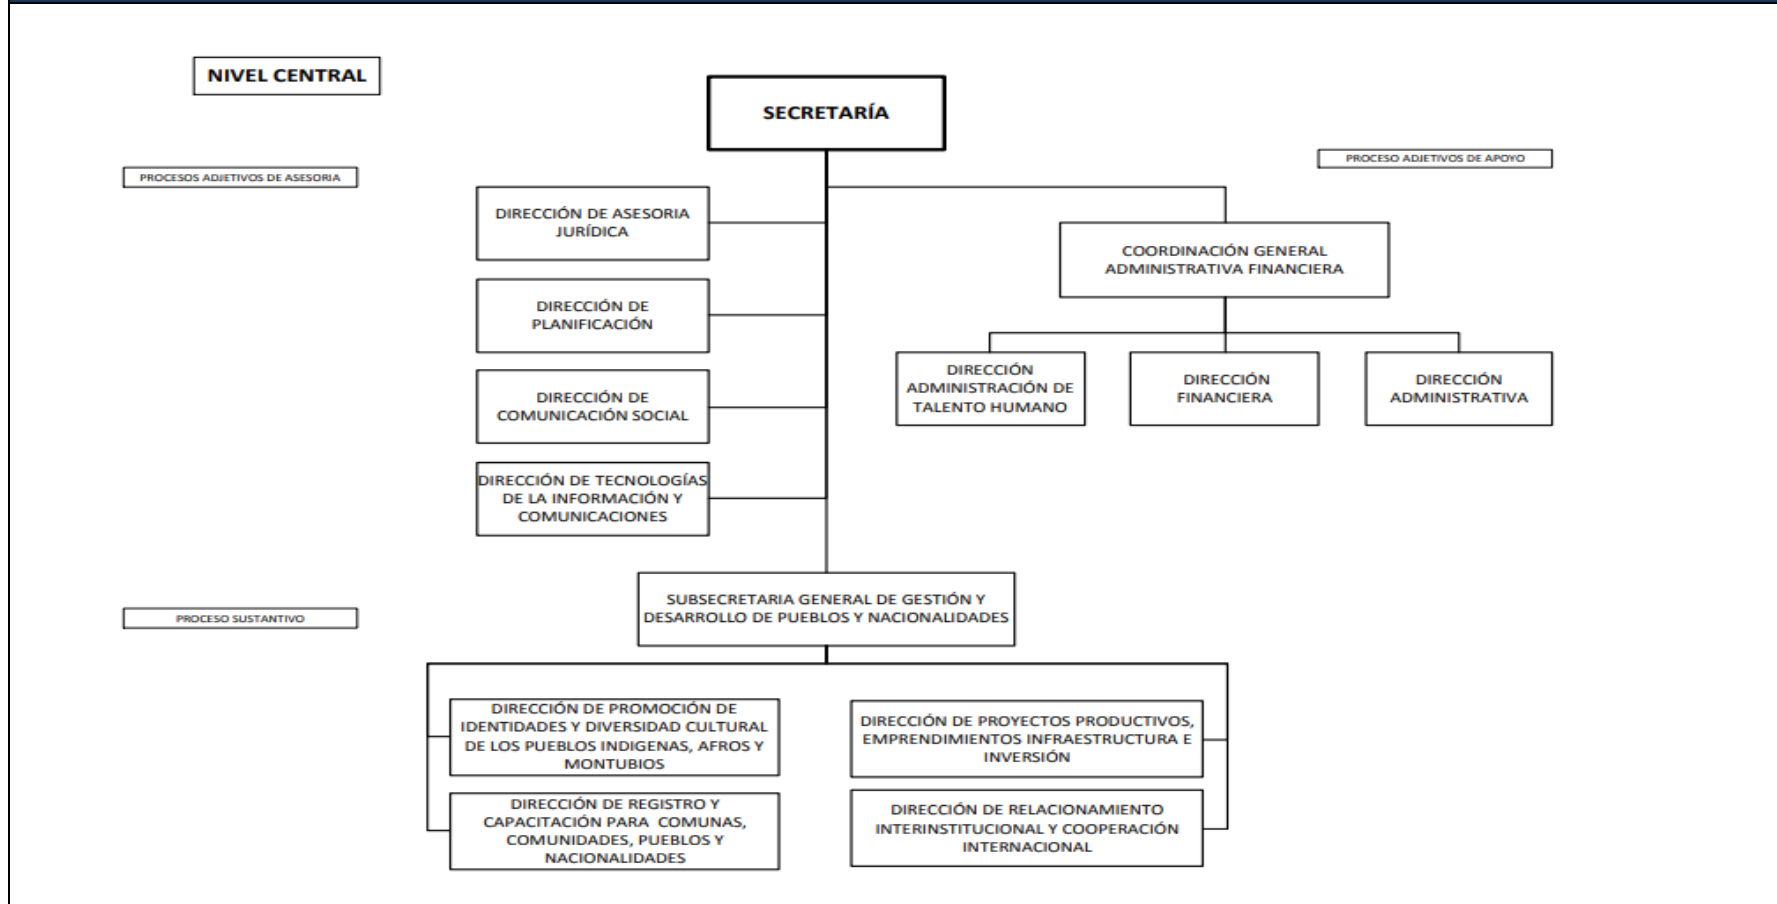 NIVEL CENTRAL
SECRETARÍA
PROCESOS ADJETIVOS DE ASESORIA
PROCESO ADJETIVOS DE APOYO
DIRECCIÓN DE ASESORIA
JURÍDICA
DIRECCIÓN DE
PLANIFICACIÓN
DIRECCIÓN DE
COMUNICACIÓN SOCIAL
DIRECCIÓN DE TECNOLOGÍAS
DE LA INFORMACIÓN Y
COMUNICACIONES
COORDINACIÓN GENERAL
ADMINISTRATIVA FINANCIERA
DIRECCIÓN
ADMINISTRACIÓN DE
TALENTO HUMANO
DIRECCIÓN
FINANCIERA
DIRECCIÓN
ADMINISTRATIVA
PROCESO SUSTANTIVO
SUBSECRETARIA GENERAL DE GESTIÓN Y
DESARROLLO DE PUEBLOS Y NACIONALIDADES
DIRECCIÓN DE PROMOCIÓN DE
IDENTIDADES Y DIVERSIDAD CULTURAL
DE LOS PUEBLOS INDIGENAS, AFROS Y
MONTUBIOS
DIRECCIÓN DE REGISTRO Y
CAPACITACIÓN PARA COMUNAS,
COMUNIDADES, PUEBLOS Y
NACIONALIDADES
DIRECCIÓN DE PROYECTOS PRODUCTIVOS,
EMPRENDIMIENTOS INFRAESTRUCTURA E
INVERSIÓN
DIRECCIÓN DE RELACIONAMIENTO
INTERINSTITUCIONAL Y COOPERACIÓN
INTERNACIONAL